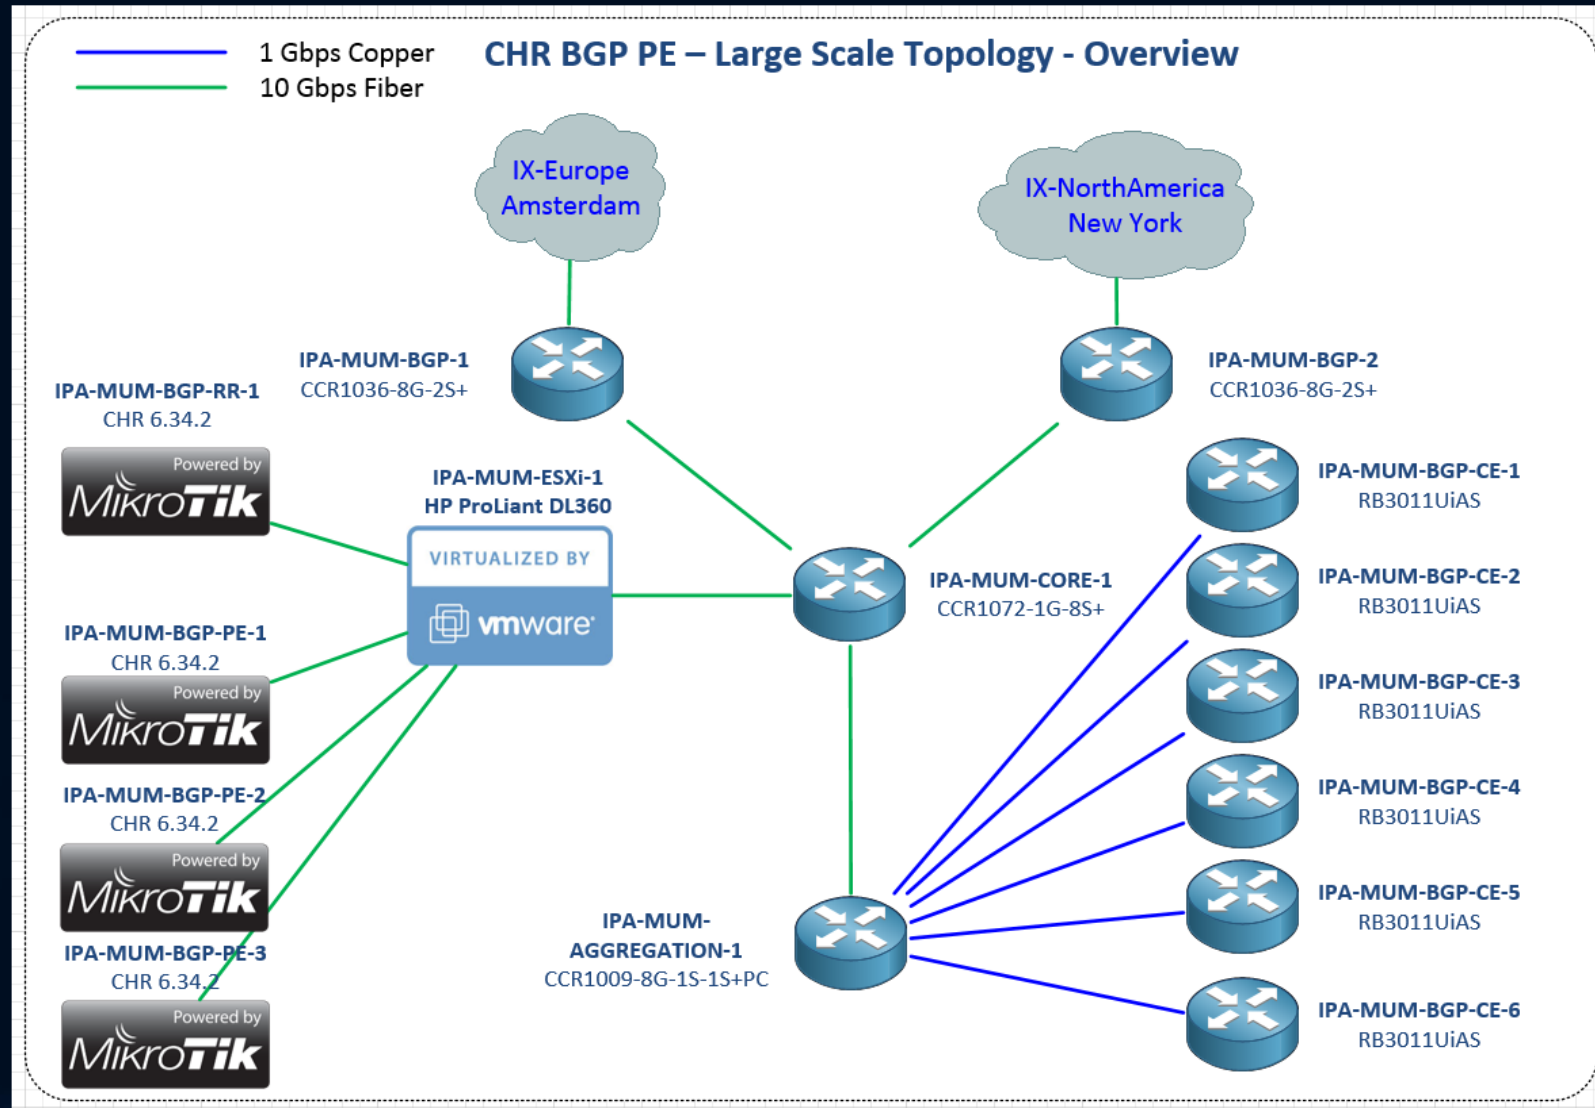 1 Gbps Copper
10 Gbps Fiber
CHR BGP PE – Large Scale Topology - Overview
IX-Europe
Amsterdam
IX-NorthAmerica
New York
IPA-MUM-BGP-1
CCR1036-8G-2S+
IPA-MUM-BGP-2
CCR1036-8G-2S+
IPA-MUM-BGP-RR-1
CHR 6.34.2
Powered by
MikroTik
IPA-MUM-ESXi-1
HP ProLiant DL360
VIRTUALIZED BY
vmware
IPA-MUM-CORE-1
CCR1072-1G-8S+
IPA-MUM-BGP-PE-1
CHR 6.34.2
Powered by
MikroTik
IPA-MUM-BGP-PE-2
CHR 6.34.2
Powered by
MikroTik
IPA-MUM-BGP-PE-3
CHR 6.34.2
Powered by
MikroTik
IPA-MUM-
AGGREGATION-1
CCR1009-8G-1S-1S+PC
IPA-MUM-BGP-CE-1
RB3011UiAS
IPA-MUM-BGP-CE-2
RB3011UiAS
IPA-MUM-BGP-CE-3
RB3011UiAS
IPA-MUM-BGP-CE-4
RB3011UiAS
IPA-MUM-BGP-CE-5
RB3011UiAS
IPA-MUM-BGP-CE-6
RB3011UiAS